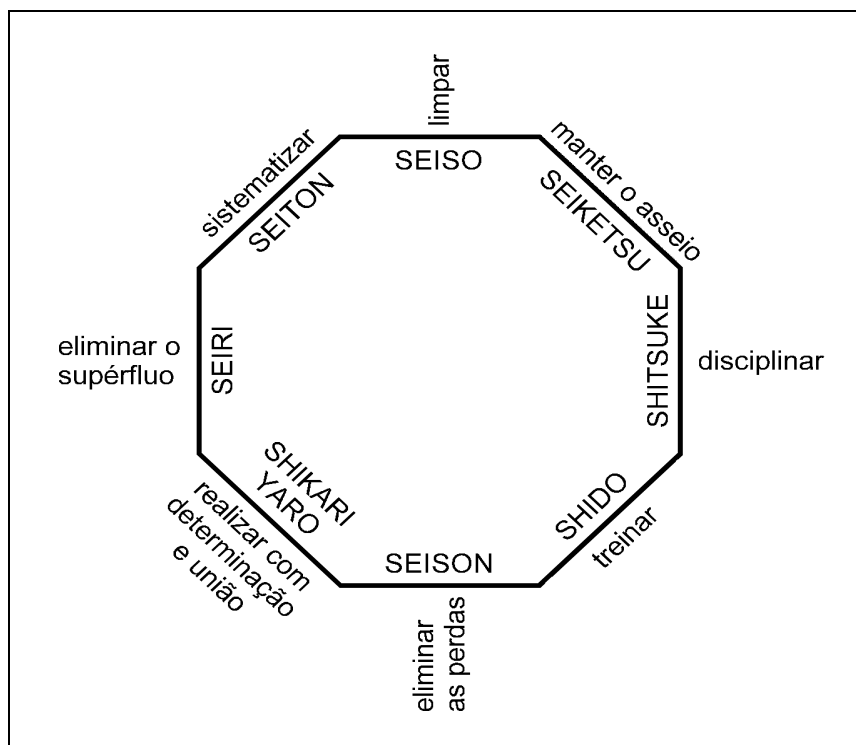 limpar
SEISO
manter o asseio
SEIKETSU
SHITSUKE
disciplinar
SHIDO
treinar
SEISON
eliminar
as perdas
SHIKARI
YARO
realizar com
determinação
e união
SEIRI
eliminar o
supérfluo
SEITON
sistematizar